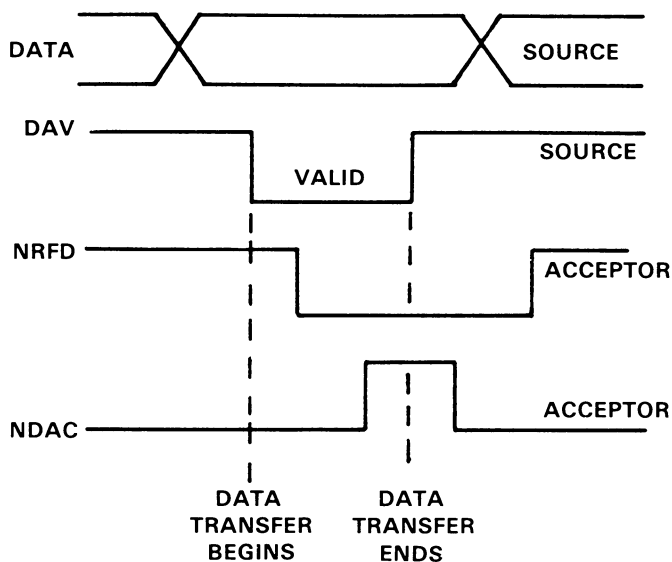 DATA
SOURCE
DAV
SOURCE
VALID
NRFD
ACCEPTOR
NDAC
ACCEPTOR
DATA
TRANSFER
BEGINS
DATA
TRANSFER
ENDS